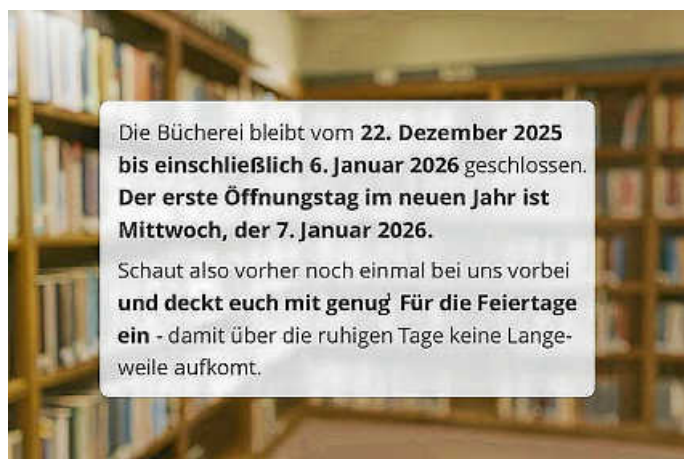 Die Bücherei bleibt vom 22. Dezember 2025
bis einschließlich 6. Januar 2026 geschlossen.
Der erste Öffnungstag im neuen Jahr ist
Mittwoch, der 7. Januar 2026.
Schaut also vorher noch einmal bei uns vorbei
und deckt euch mit genug Für die Feiertage
ein - damit über die ruhigen Tage keine Lange-
weile aufkomt.